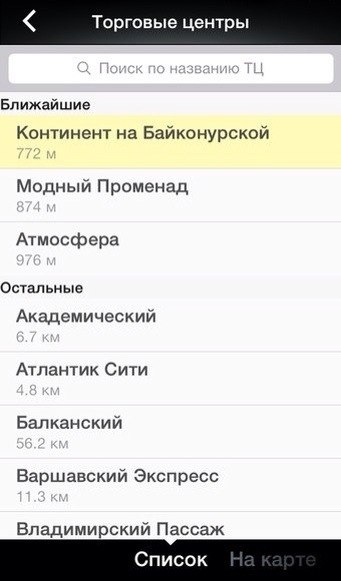 Торговые центры
Поиск по названию ТЦ
Ближайшие
Континент на Байконурской
772 м
Модный Променад
874 м
Атмосфера
976 м
Остальные
Академический
6.7 км
Атлантик Сити
4.8 км
Балканский
56.2 км
Варшавский Экспресс
11.3 км
Владимирский Пассаж
Список На карте